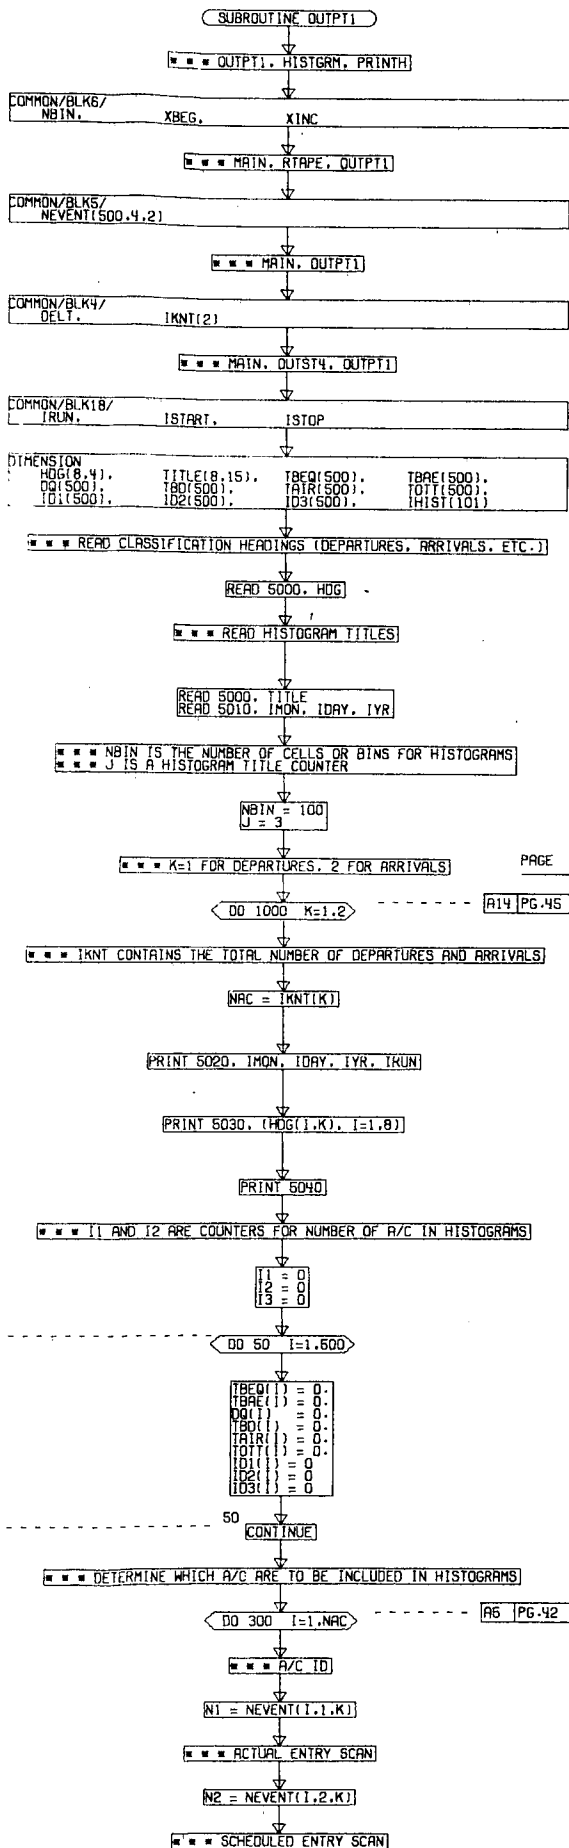 SUBROUTINE OUTPT1
* * * OUTPT1, HISTGRM, PRINTH
COMMON/BLK6/
NBIN, XBEG, XINC
* * * MAIN, RTAPE, OUTPT1
COMMON/BLK5/
NEVENT(500,4,2)
* * * MAIN, OUTPT1
COMMON/BLK4/
DELT, IKNT(2)
* * * MAIN, OUTST4, OUTPT1
COMMON/BLK18/
IRUN, ISTART, ISTOP
DIMENSION
HDG(8,4), TITLE(8,15), TBEQ(500), TBAE(500),
DQ(500), TBD(500), TAIR(500), TOTT(500),
ID1(500), ID2(500), ID3(500), IHIST(101)
* * * READ CLASSIFICATION HEADINGS (DEPARTURES, ARRIVALS, ETC.)
READ 5000, HDG
* * * READ HISTOGRAM TITLES
READ 5000, TITLE
READ 5010, IMON, IDAY, IYR
* * * NBIN IS THE NUMBER OF CELLS OR BINS FOR HISTOGRAMS
* * * J IS A HISTOGRAM TITLE COUNTER
NBIN = 100
J = 3
* * * K=1 FOR DEPARTURES, 2 FOR ARRIVALS
PAGE
DO 1000 K=1,2
A14 PG.45
* * * IKNT CONTAINS THE TOTAL NUMBER OF DEPARTURES AND ARRIVALS
NAC = IKNT(K)
PRINT 5020, IMON, IDAY, IYR, IRUN
PRINT 5030, (HDG(I,K), I=1,8)
PRINT 5040
* * * I1 AND I2 ARE COUNTERS FOR NUMBER OF A/C IN HISTOGRAMS
I1 = 0
I2 = 0
I3 = 0
DO 50 I=1,500
TBEQ(I) = 0.
TBAE(I) = 0.
DQ(I) = 0.
TBD(I) = 0.
TAIR(I) = 0.
TOTT(I) = 0.
ID1(I) = 0
ID2(I) = 0
ID3(I) = 0
50
CONTINUE
* * * DETERMINE WHICH A/C ARE TO BE INCLUDED IN HISTOGRAMS
DO 300 I=1,NAC
A6 PG.42
* * * A/C ID
N1 = NEVENT(I,1,K)
* * * ACTUAL ENTRY SCAN
N2 = NEVENT(I,2,K)
* * * SCHEDULED ENTRY SCAN